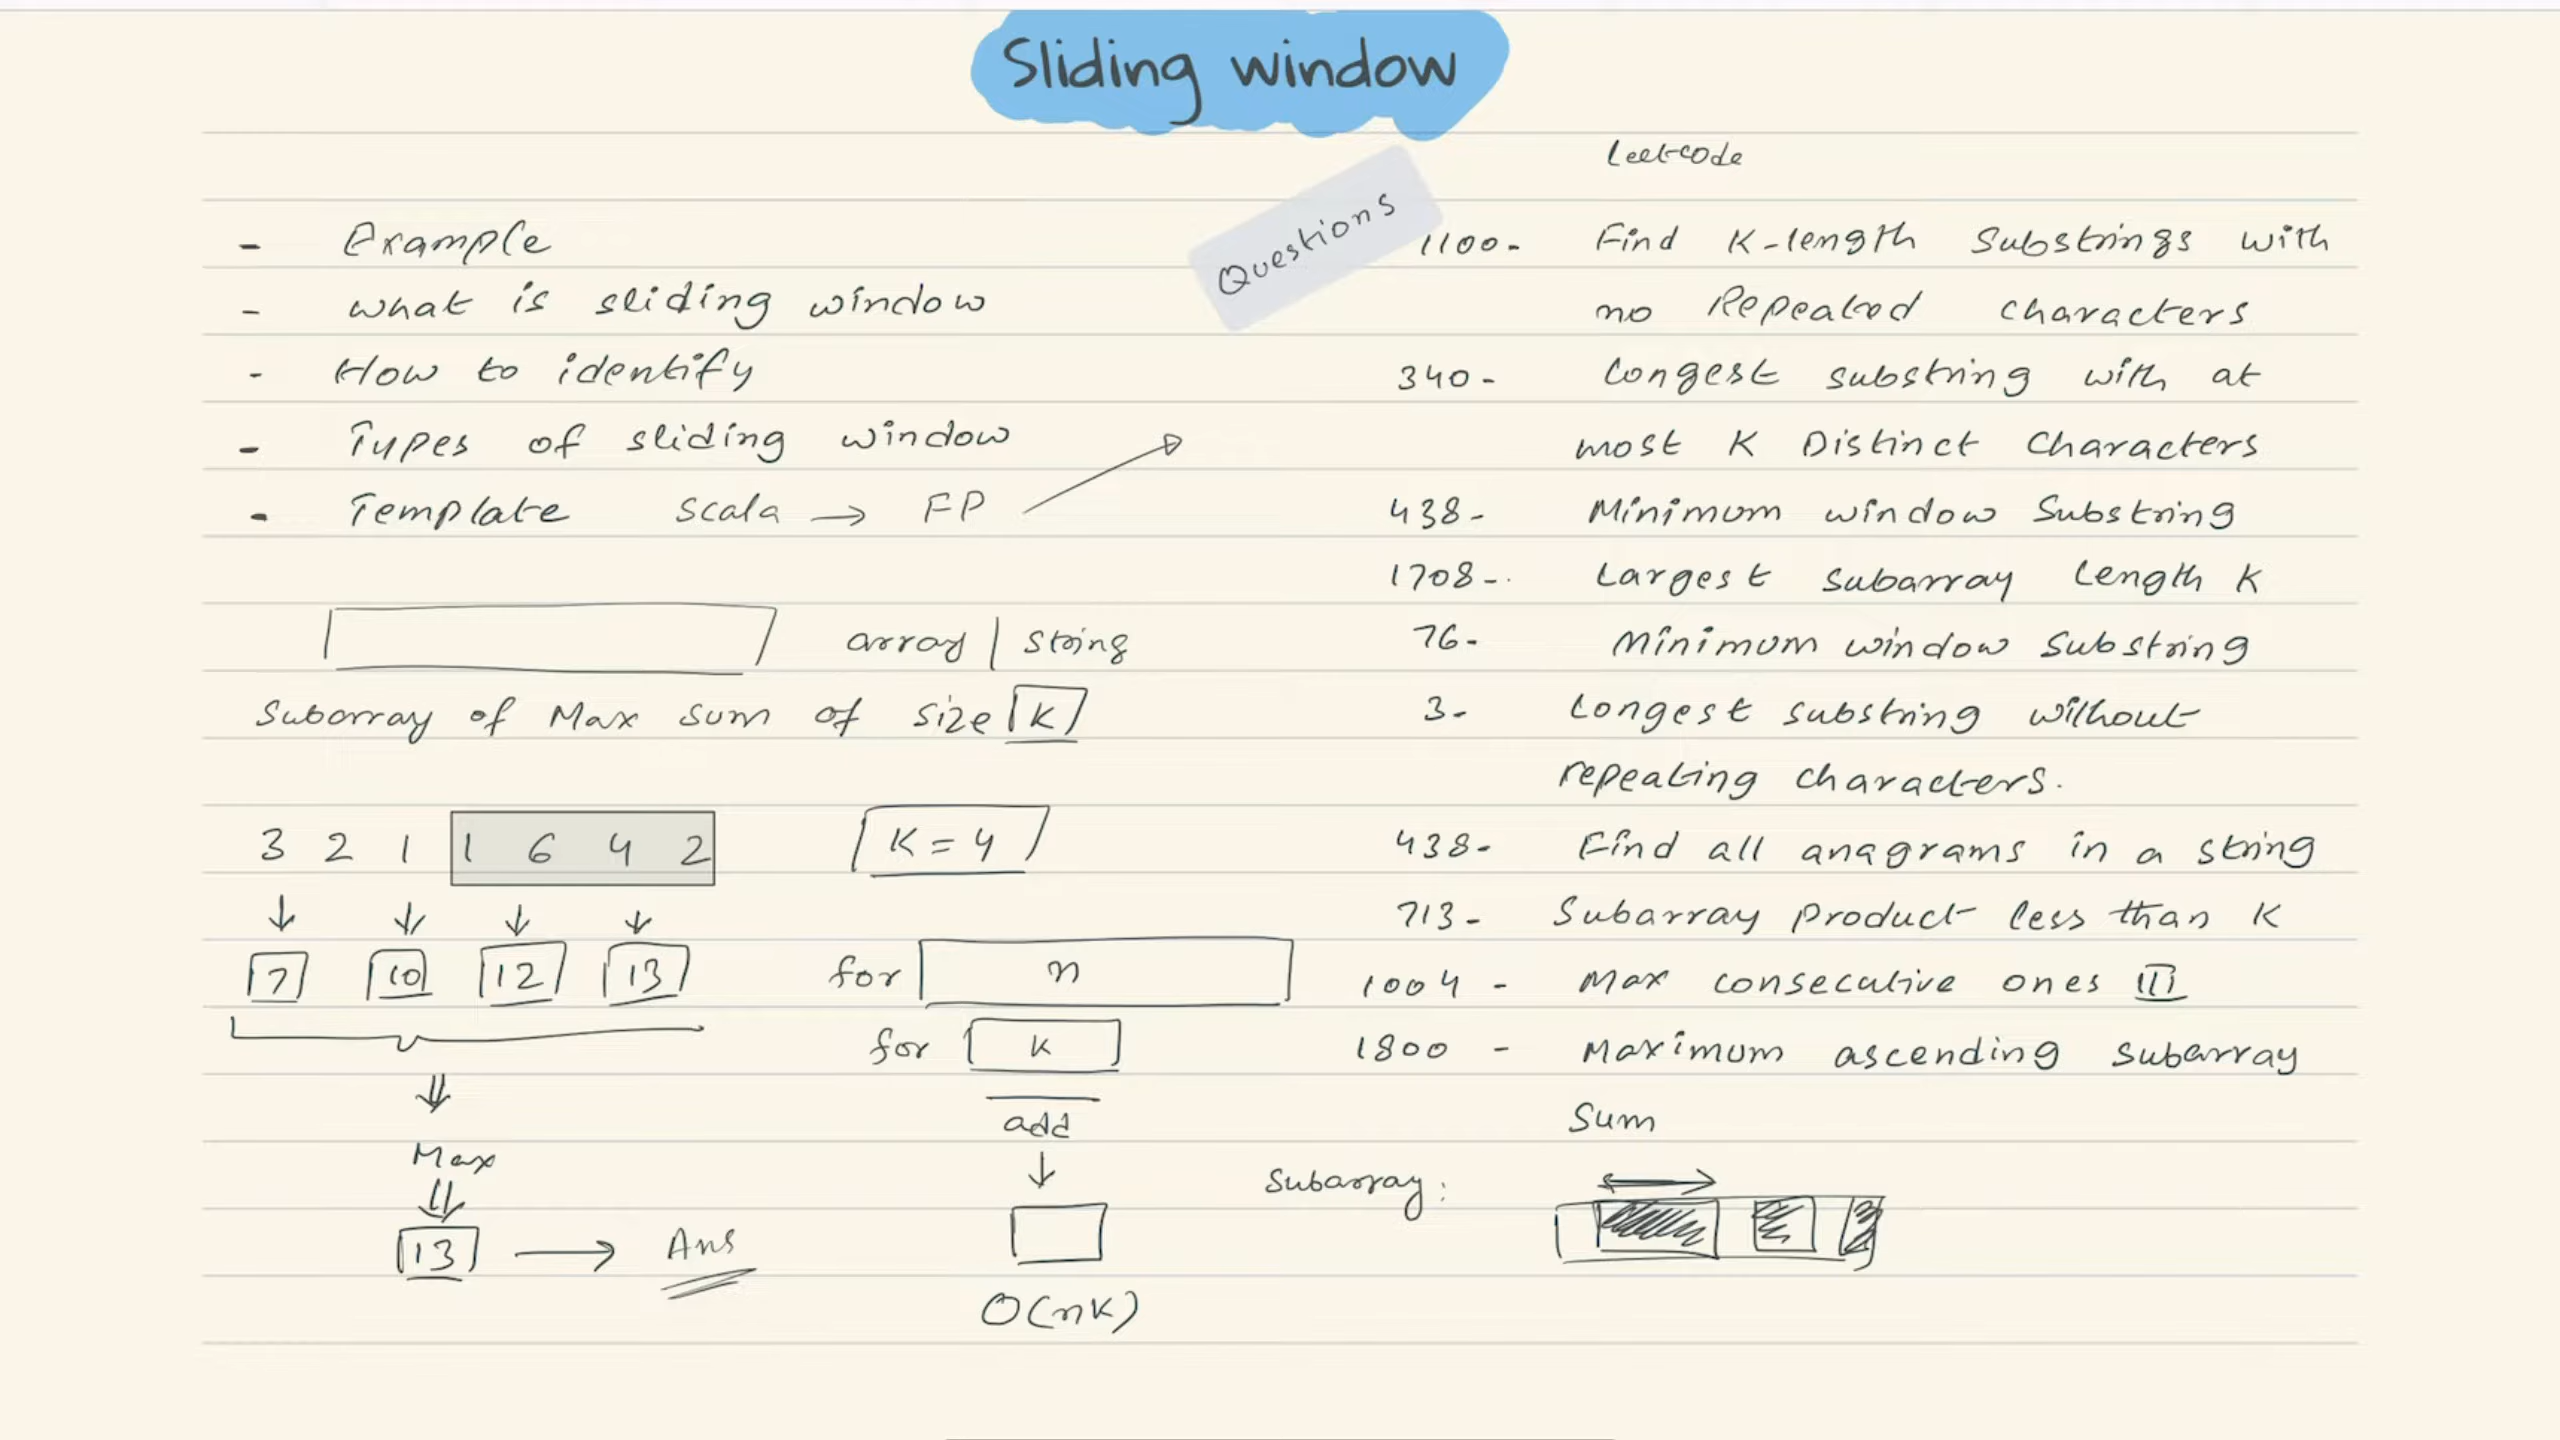 Sliding window
- Example
- what is sliding window
- How to identify
- Types of sliding window
- Template Scala → FP
array | string
Subarray of Max sum of size K
3 2 1 1 6 4 2
K = 4
7 10 12 13
Max
13 → Ans
for n
for K
add
O(nK)
Questions
Leetcode
1100- Find K-length Substrings with
no Repeated characters
340- Longest substring with at
most K Distinct Characters
438- Minimum window Substring
1708- Largest subarray Length K
76- Minimum window Substring
3- Longest substring without
repeating characters.
438- Find all anagrams in a string
713- Subarray product less than K
1004 - Max consecutive ones III
1800 - Maximum ascending subarray
Sum
Subarray: